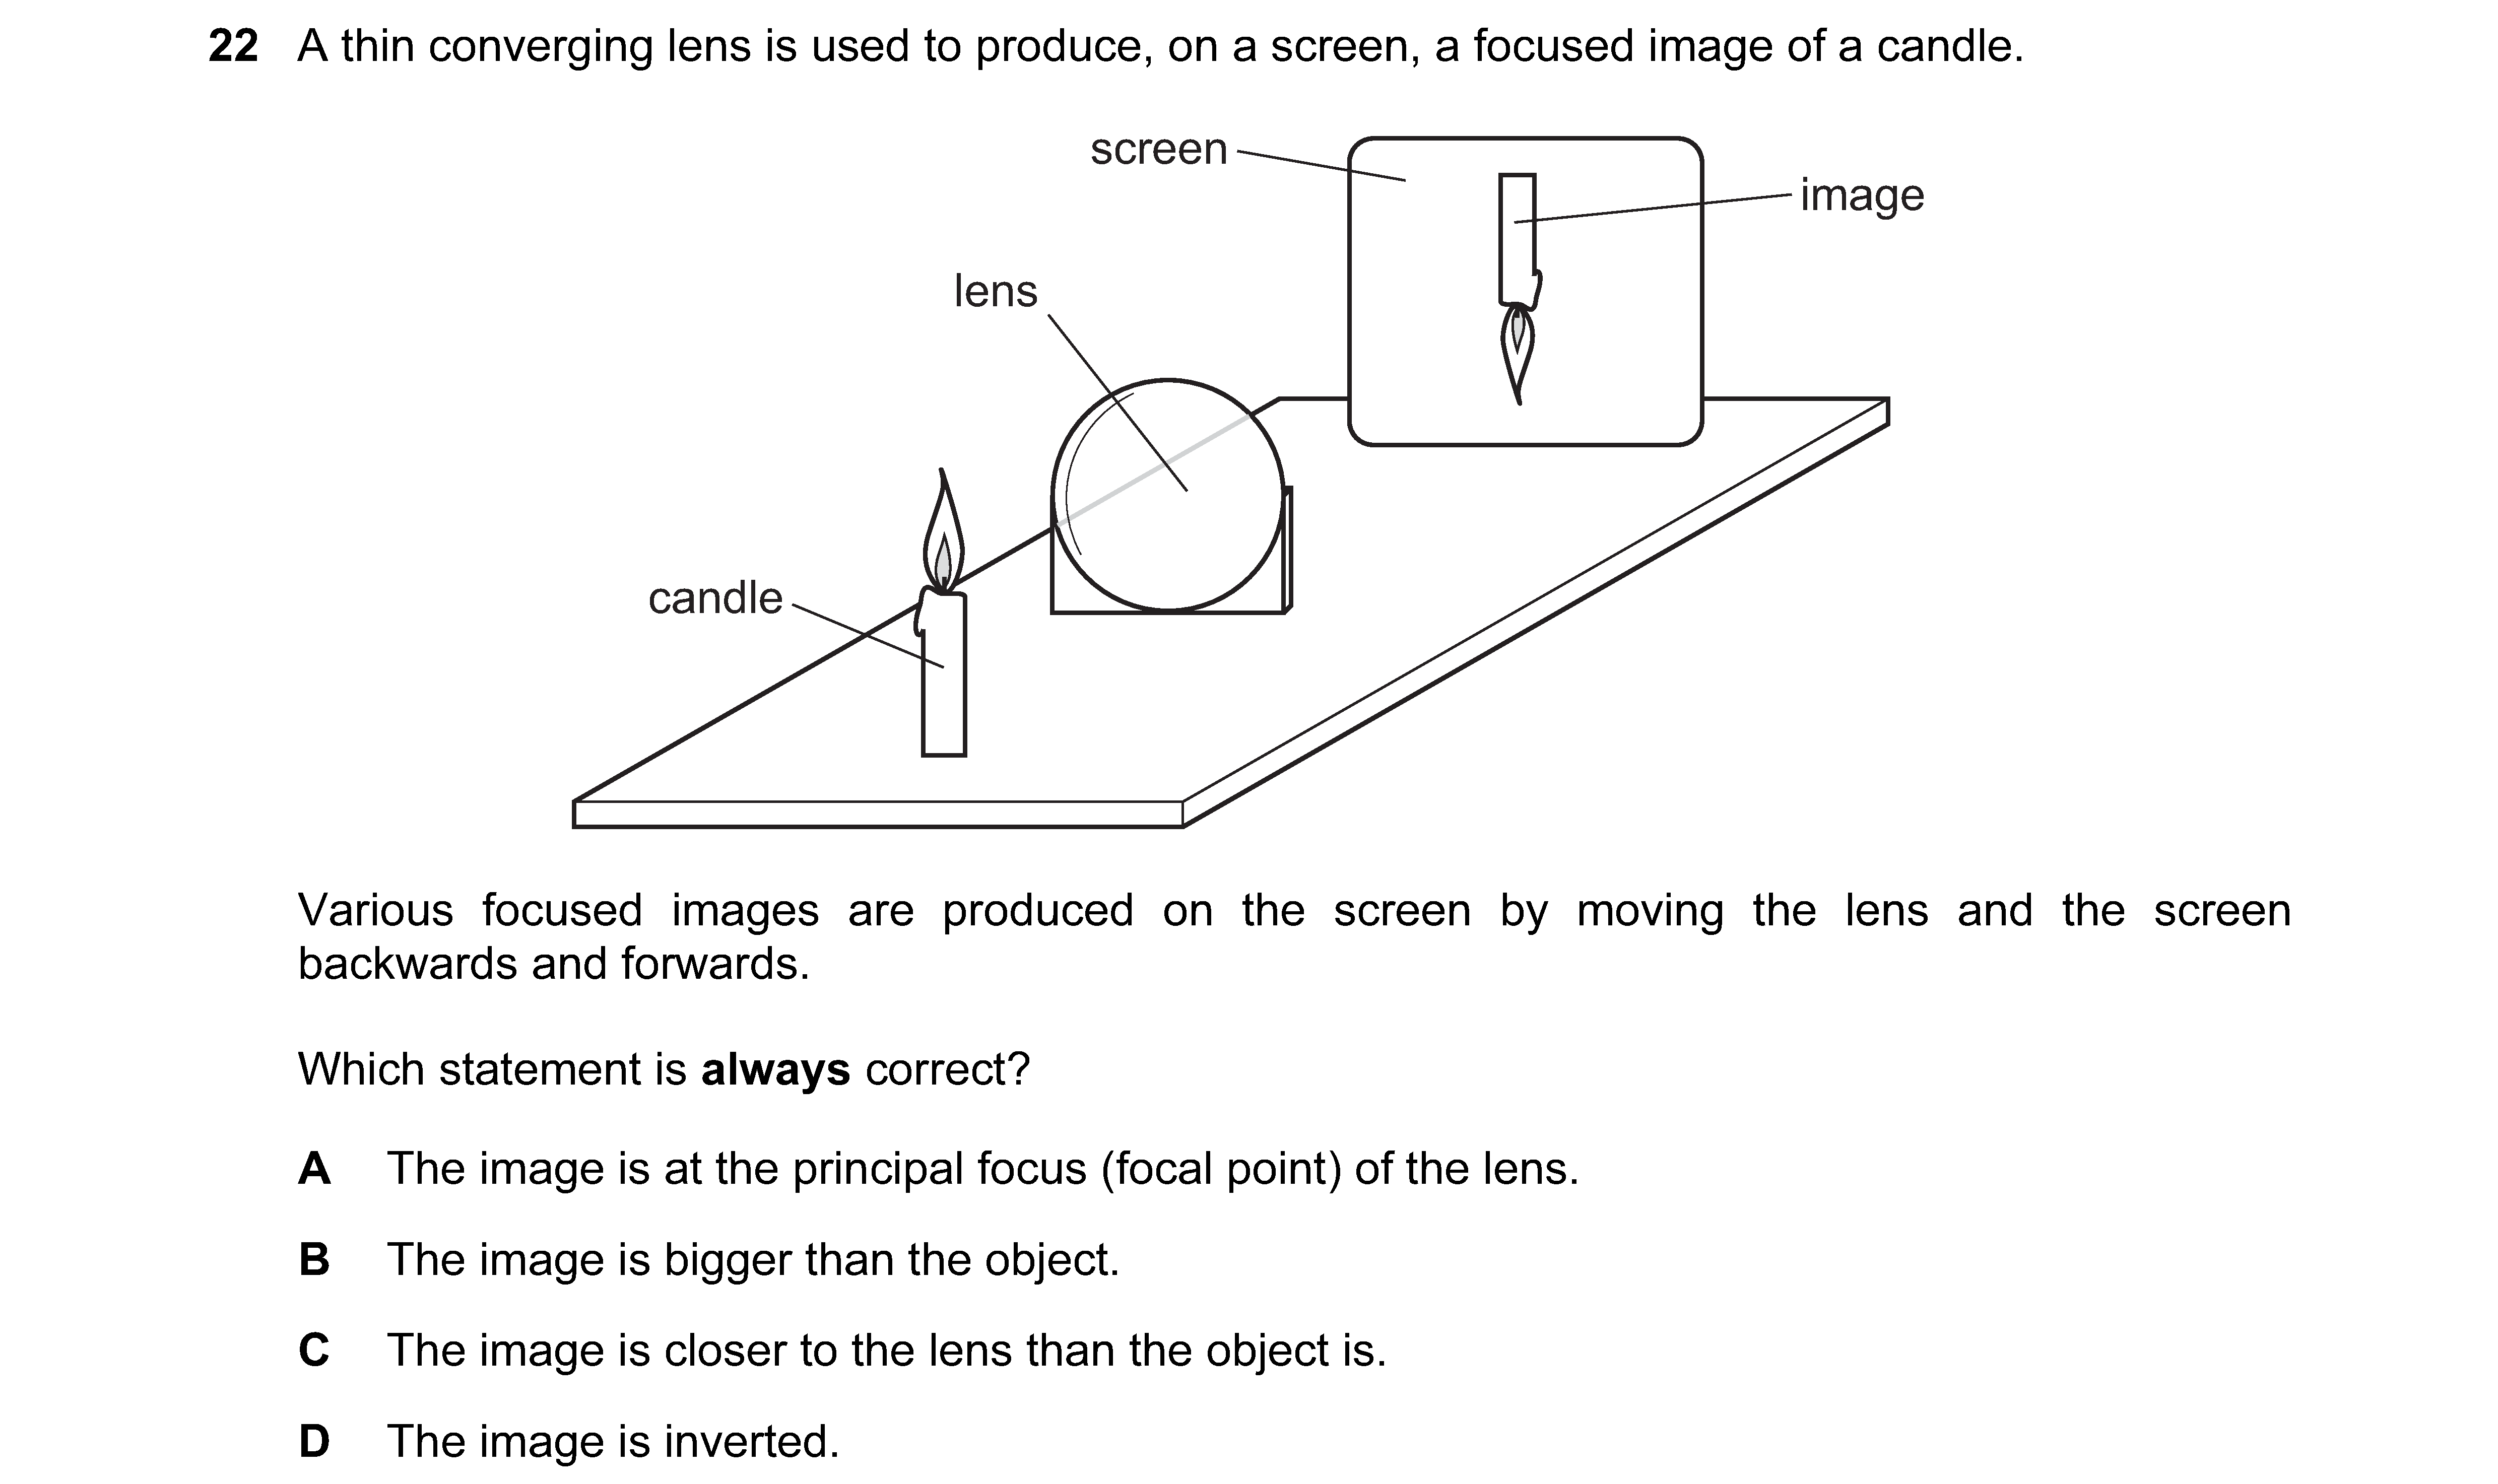 22 A thin converging lens is used to produce, on a screen, a focused image of a candle.
screen
image
lens
candle
Various focused images are produced on the screen by moving the lens and the screen
backwards and forwards.
Which statement is always correct?
A The image is at the principal focus (focal point) of the lens.
B The image is bigger than the object.
C The image is closer to the lens than the object is.
D The image is inverted.